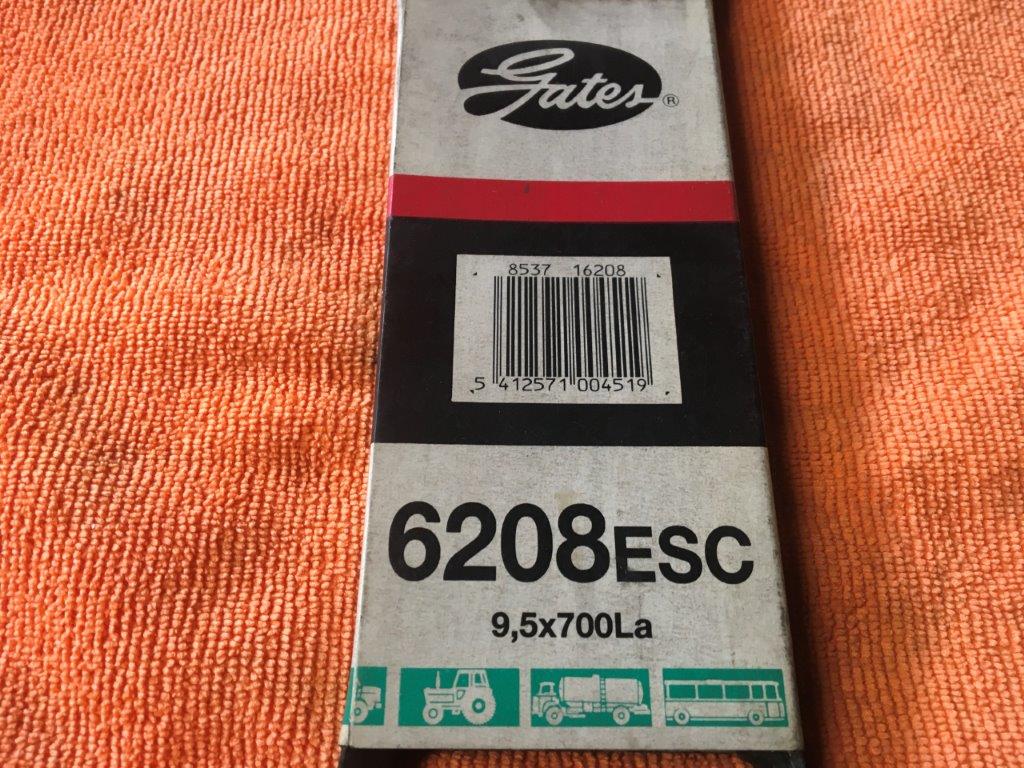 Gates ®
8537 16208
5 412571 004519
6208ESC
9,5x700La